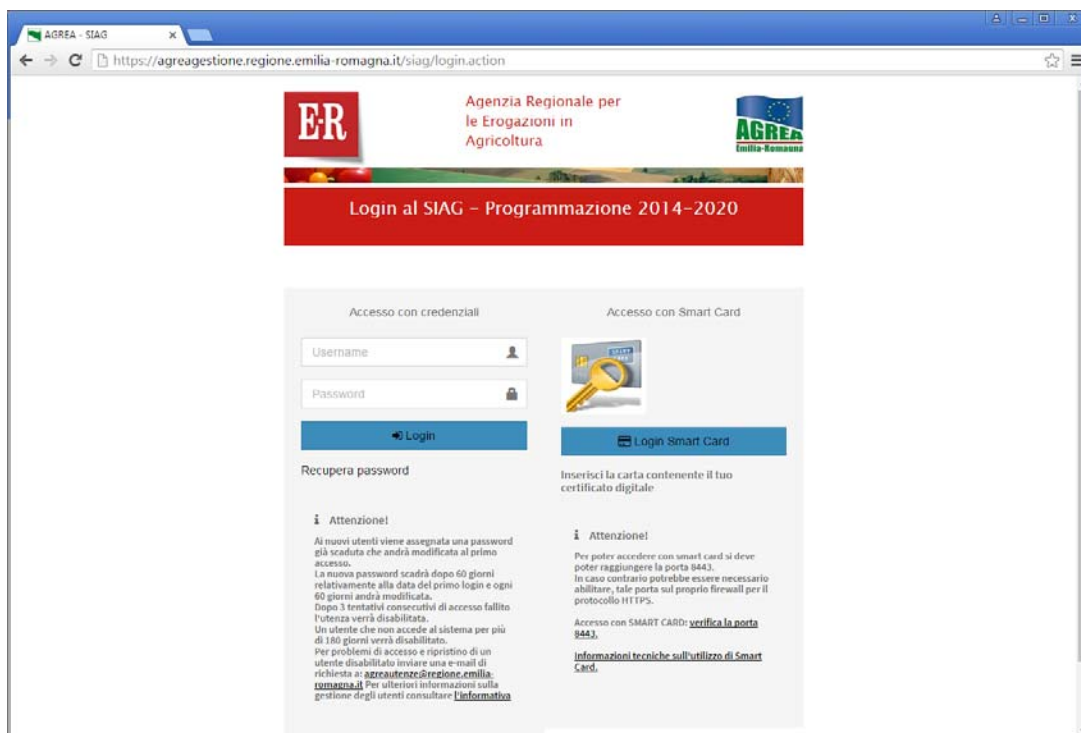 AGREA - SIAG
https://agreagestione.regione.emilia-romagna.it/siag/login.action
E·R
Agenzia Regionale per
le Erogazioni in
Agricoltura
AGREA
Emilia-Romagna
Login al SIAG – Programmazione 2014-2020
Accesso con credenziali
Username
Password
Login
Recupera password
i Attenzione!
Ai nuovi utenti viene assegnata una password
già scaduta che andrà modificata al primo
accesso.
La nuova password scadrà dopo 60 giorni
relativamente alla data del primo login e ogni
60 giorni andrà modificata.
Dopo 3 tentativi consecutivi di accesso fallito
l'utenza verrà disabilitata.
Un utente che non accede al sistema per più
di 180 giorni verrà disabilitato.
Per problemi di accesso e ripristino di un
utente disabilitato inviare una e-mail di
richiesta a: agreautenze@regione.emilia-
romagna.it Per ulteriori informazioni sulla
gestione degli utenti consultare l'informativa
Accesso con Smart Card
SMART
Login Smart Card
Inserisci la carta contenente il tuo
certificato digitale
i Attenzione!
Per poter accedere con smart card si deve
poter raggiungere la porta 8443.
In caso contrario potrebbe essere necessario
abilitare, tale porta sul proprio firewall per il
protocollo HTTPS.
Accesso con SMART CARD: verifica la porta
8443.
Informazioni tecniche sull'utilizzo di Smart
Card.